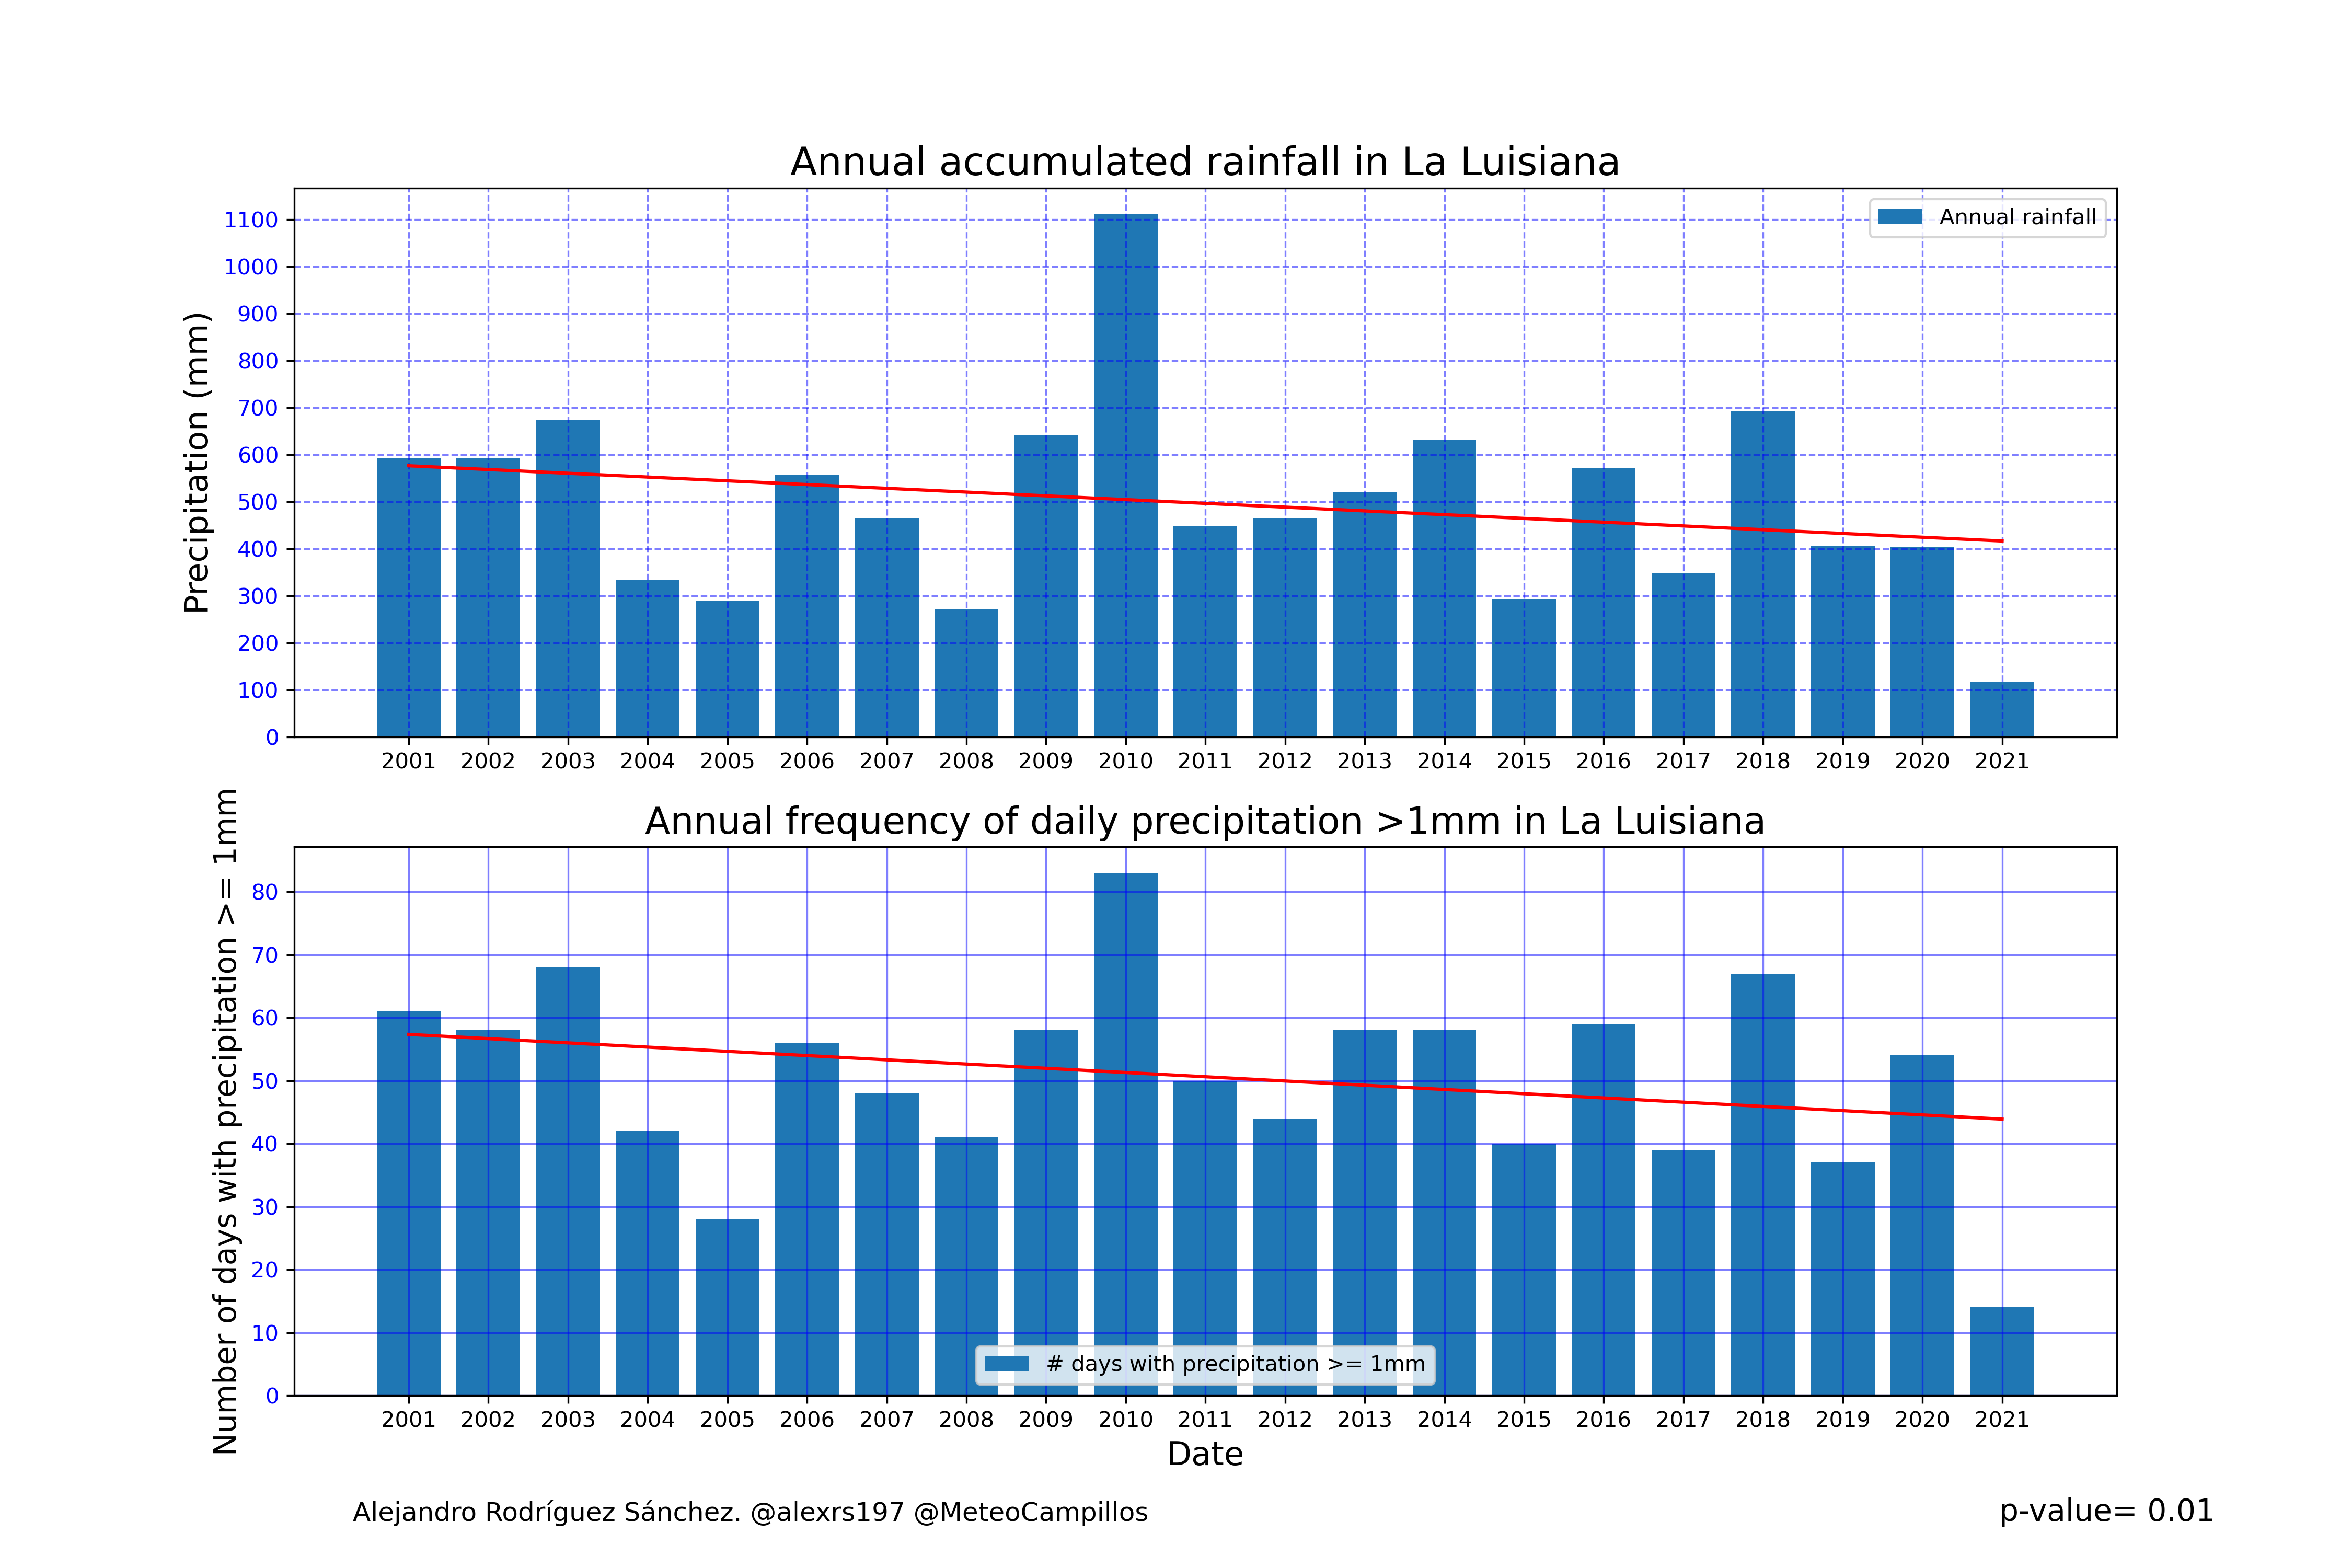 Annual accumulated rainfall in La Luisiana
Precipitation (mm)
1100
1000
900
800
700
600
500
400
300
200
100
0
Annual rainfall
2001 2002 2003 2004 2005 2006 2007 2008 2009 2010 2011 2012 2013 2014 2015 2016 2017 2018 2019 2020 2021
Annual frequency of daily precipitation >1mm in La Luisiana
Number of days with precipitation >= 1mm
80
70
60
50
40
30
20
10
0
# days with precipitation >= 1mm
2001 2002 2003 2004 2005 2006 2007 2008 2009 2010 2011 2012 2013 2014 2015 2016 2017 2018 2019 2020 2021
Date
Alejandro Rodríguez Sánchez. @alexrs197 @MeteoCampillos
p-value= 0.01